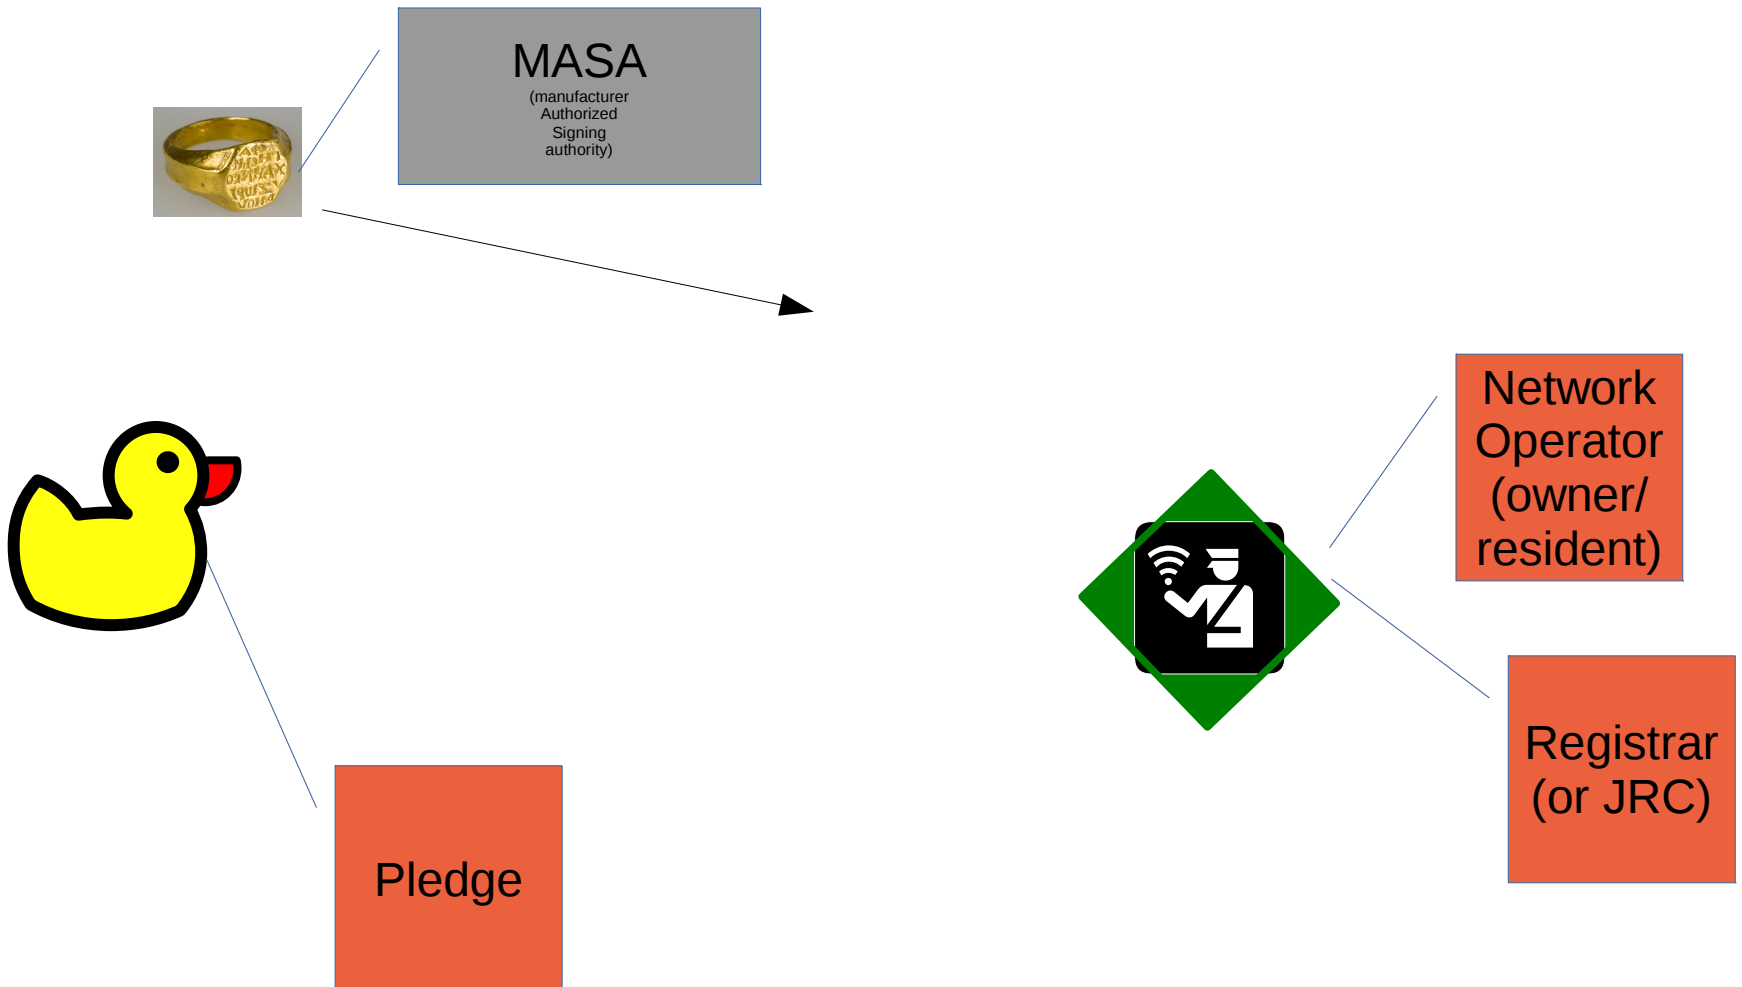 MASA
(manufacturer
Authorized
Signing
authority)
Network
Operator
(owner/
resident)
Registrar
(or JRC)
Pledge